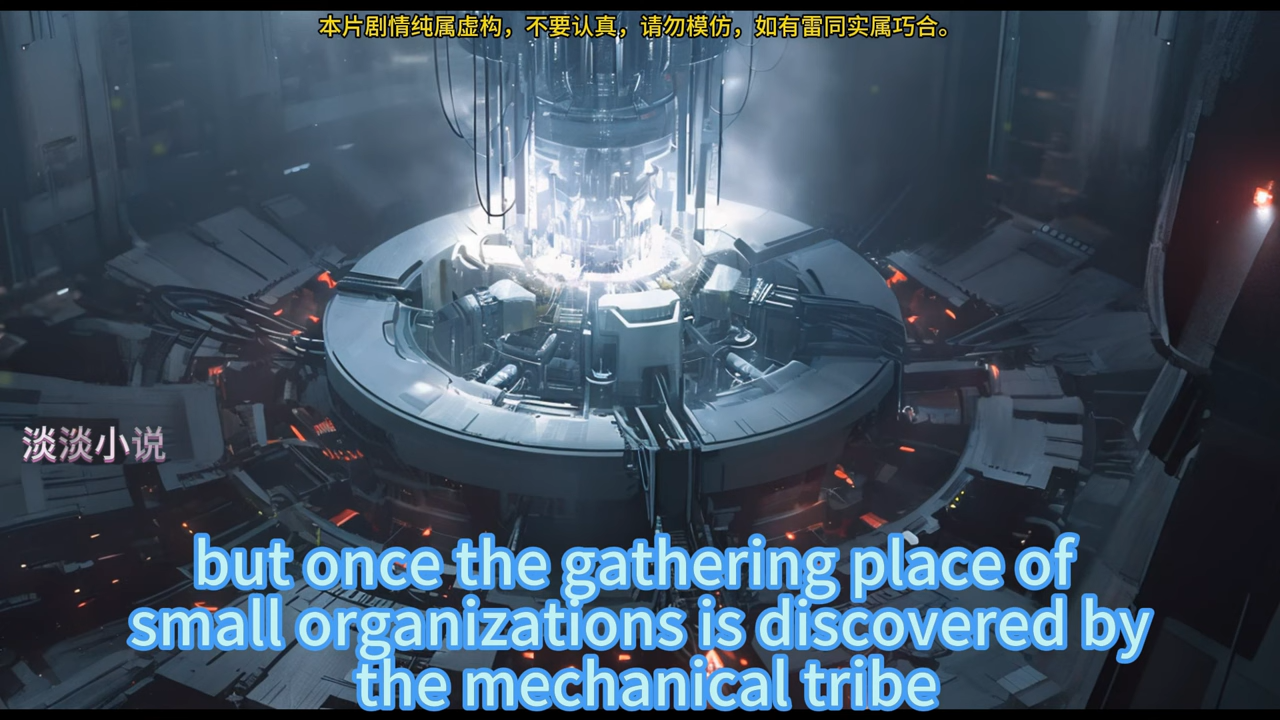 本片剧情纯属虚构，不要认真，请勿模仿，如有雷同实属巧合。
淡淡小说
but once the gathering place of
small organizations is discovered by
the mechanical tribe